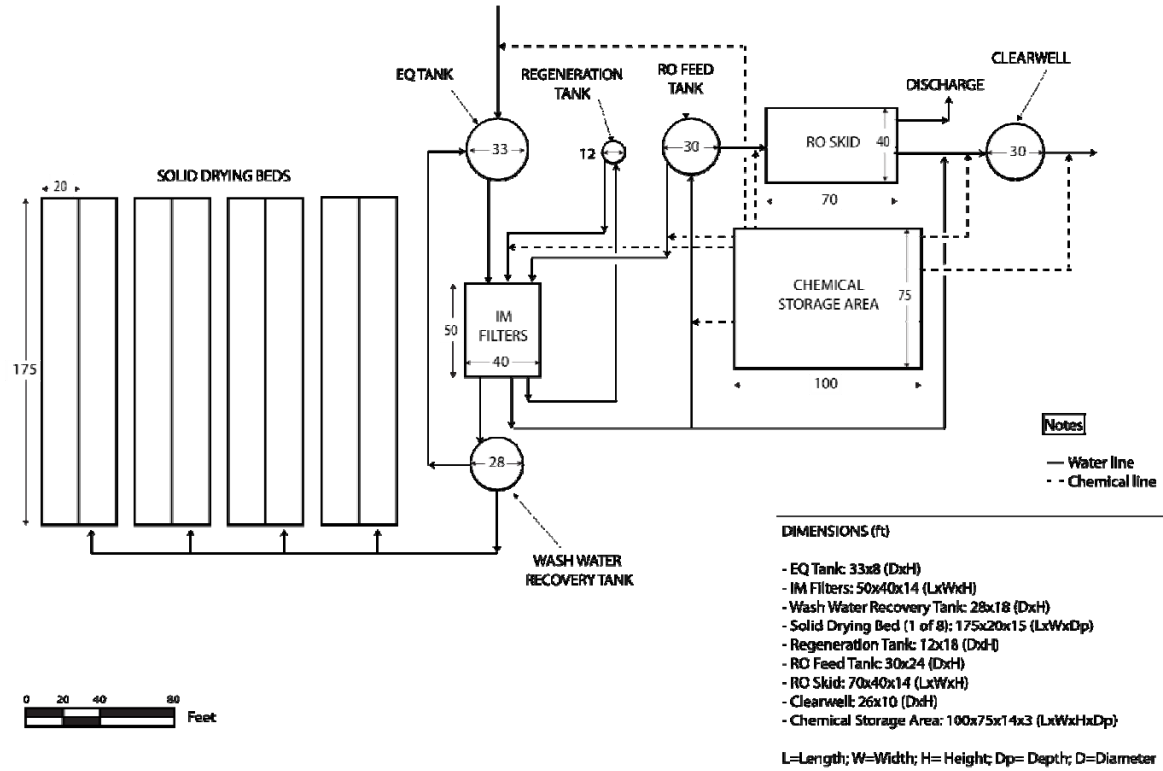 CLEARWELL
EQ TANK
REGENERATION
TANK
RO FEED
TANK
DISCHARGE
33
12
30
RO SKID
40
30
70
SOLID DRYING BEDS
20
175
CHEMICAL
STORAGE AREA
75
100
IM
FILTERS
50
40
28
WASH WATER
RECOVERY TANK
Notes
Water line
Chemical line
DIMENSIONS (ft)
- EQ Tank: 33x8 (DxH)
- IM Filters: 50x40x14 (LxWxH)
- Wash Water Recovery Tank: 28x18 (DxH)
- Solid Drying Bed (1 of 8): 175x20x15 (LxWxDp)
- Regeneration Tank: 12x18 (DxH)
- RO Feed Tank: 30x24 (DxH)
- RO Skid: 70x40x14 (LxWxH)
- Clearwell: 26x10 (DxH)
- Chemical Storage Area: 100x75x14x3 (LxWxHxDp)
L=Length; W=Width; H= Height; Dp= Depth; D=Diameter
0 20 40 80
Feet